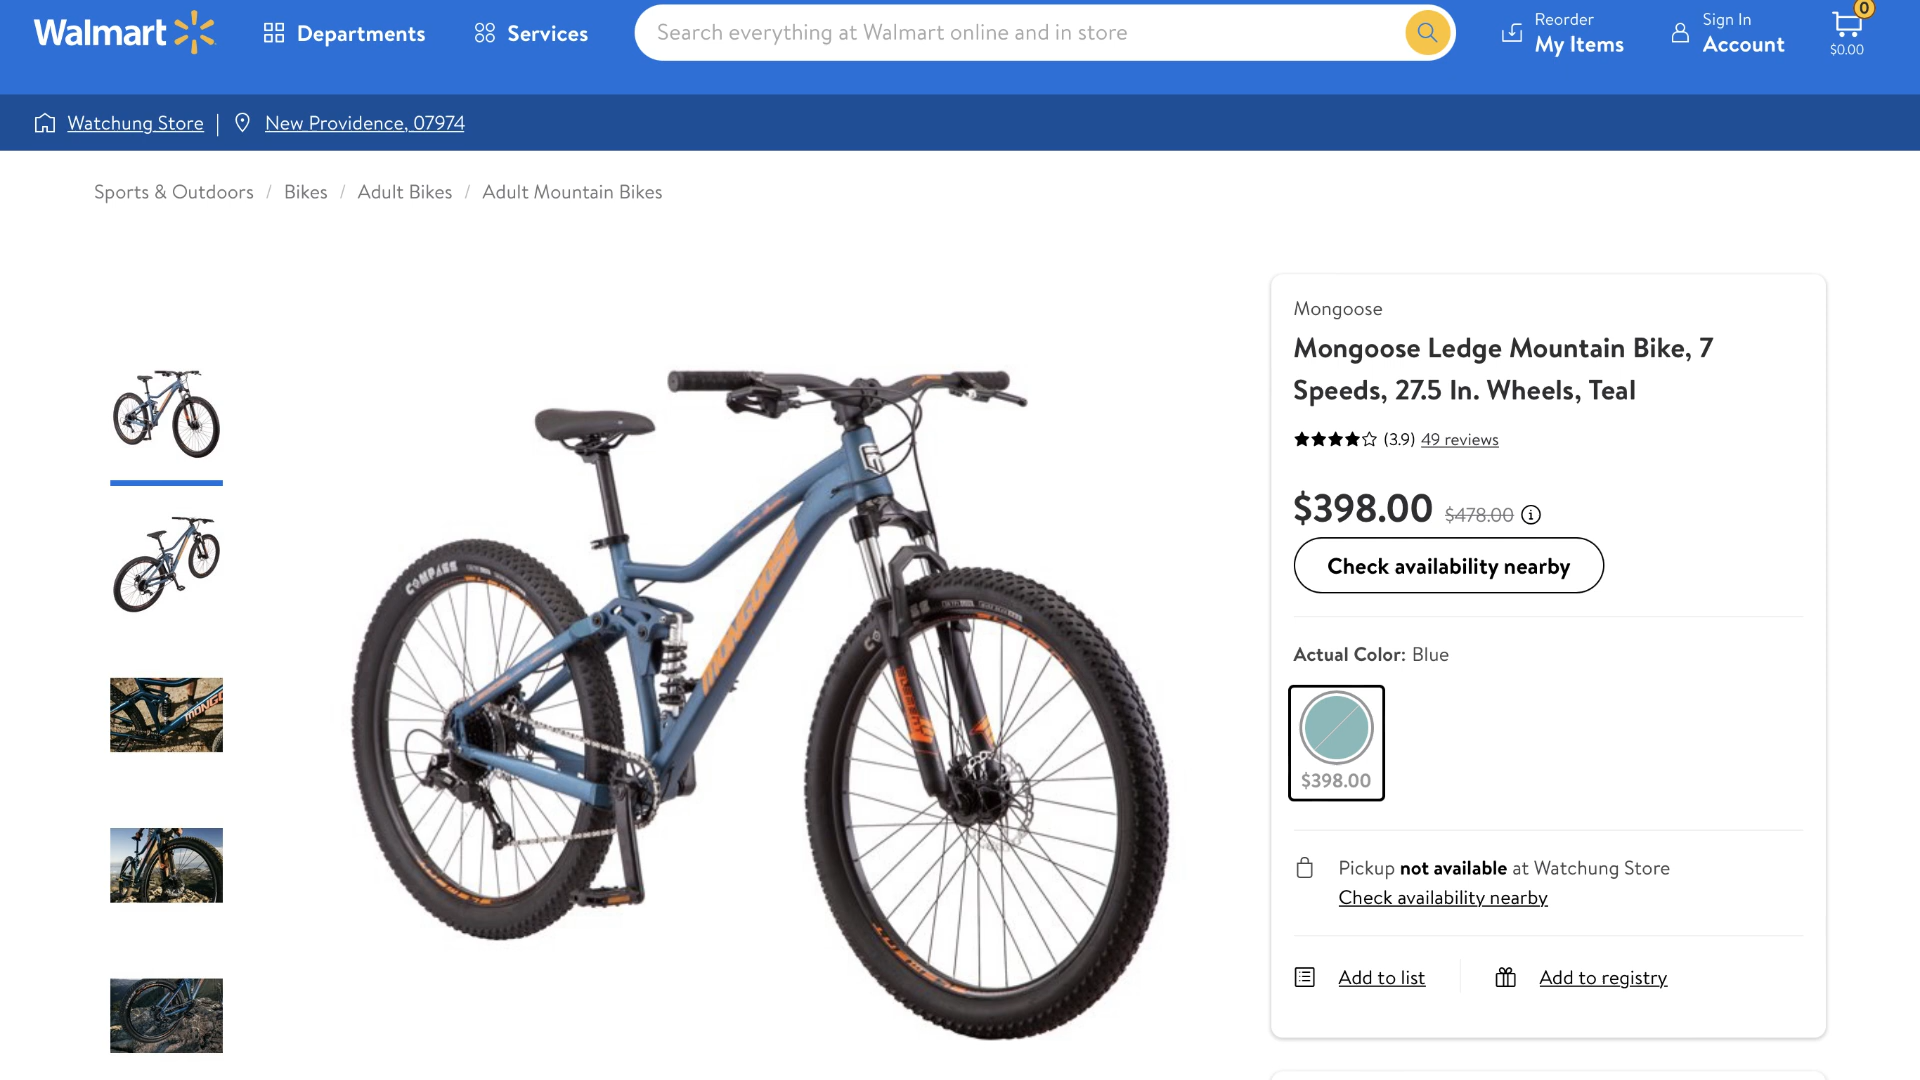 Walmart
Departments
Services
Search everything at Walmart online and in store
Reorder
My Items
Sign In
Account
0
$0.00
Watchung Store
New Providence, 07974
Sports & Outdoors / Bikes / Adult Bikes / Adult Mountain Bikes
COMPASS
MONGOOSE
Mongoose
Mongoose Ledge Mountain Bike, 7
Speeds, 27.5 In. Wheels, Teal
(3.9) 49 reviews
$398.00 $478.00
Check availability nearby
Actual Color: Blue
$398.00
Pickup not available at Watchung Store
Check availability nearby
Add to list
Add to registry